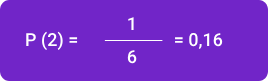 P (2) = 1/6 = 0,16